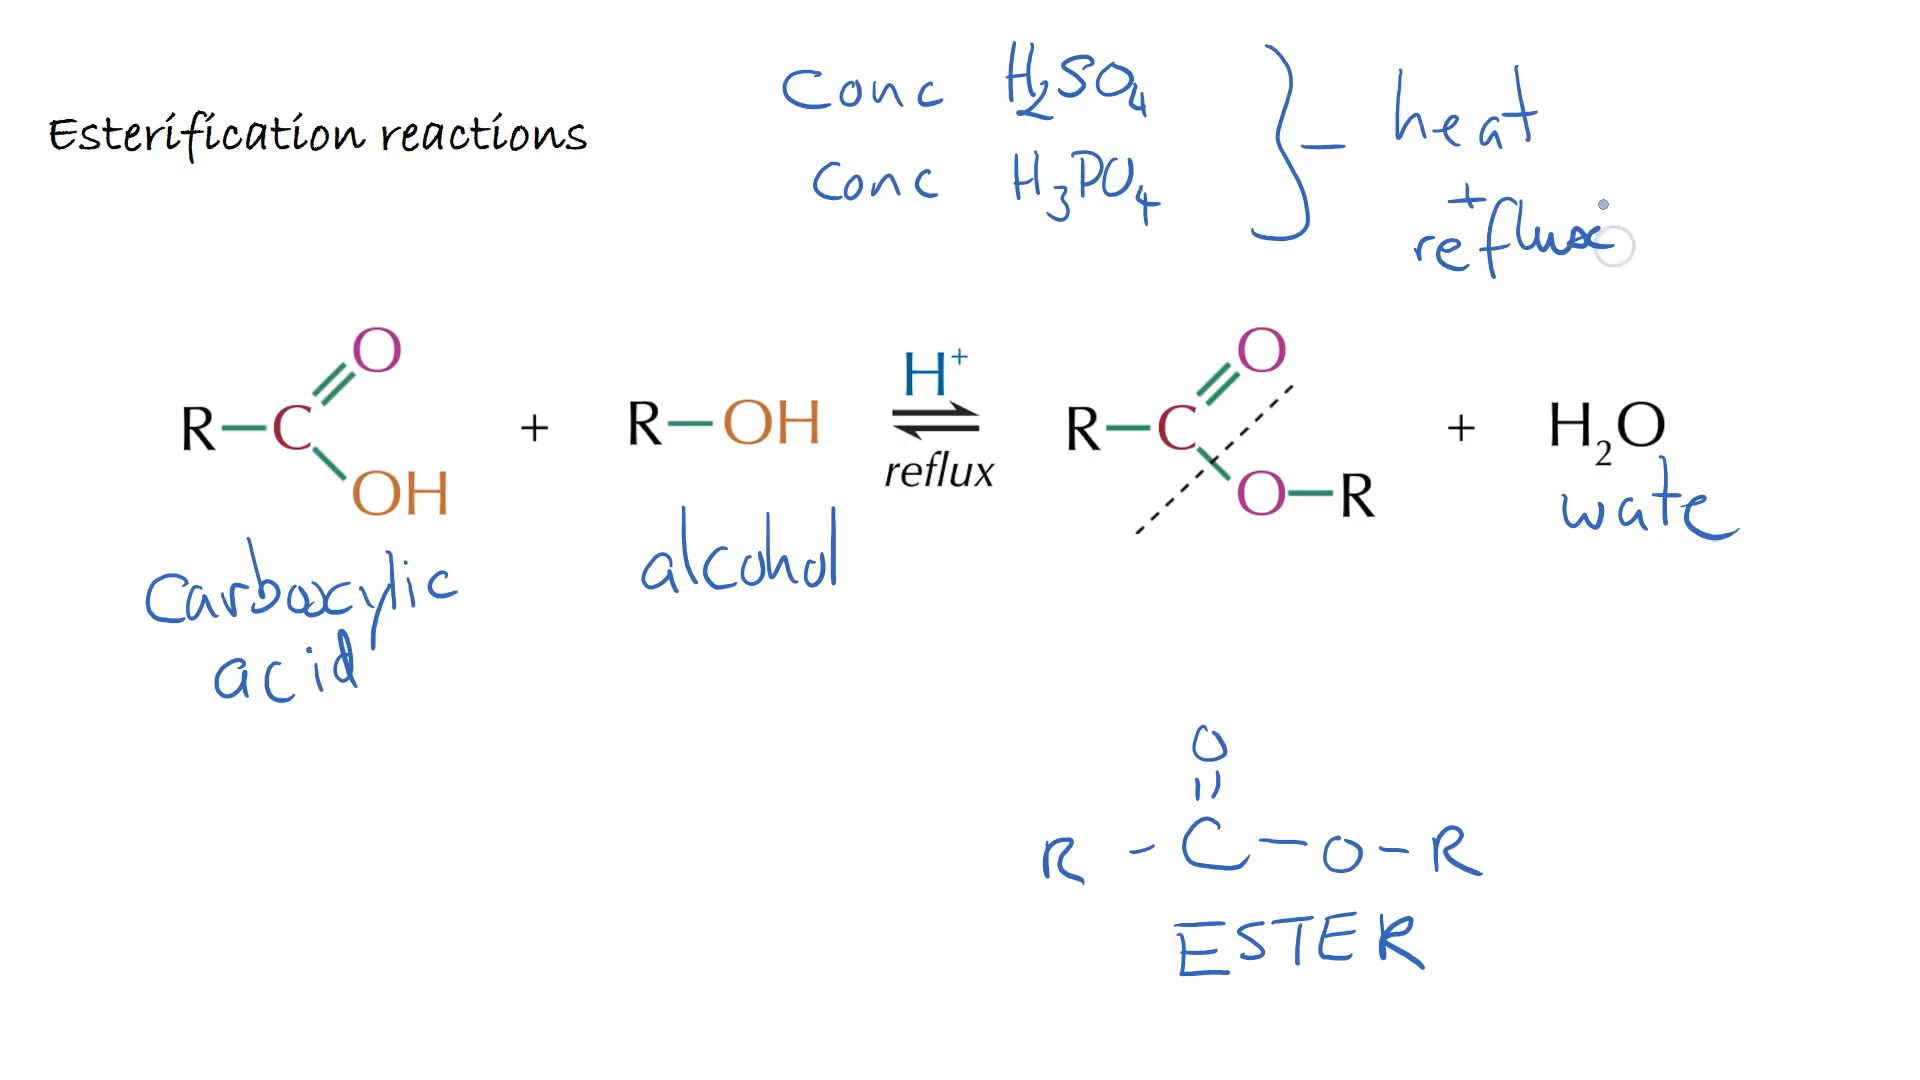 Esterification reactions
Conc H₂SO₄
Conc H₃PO₄
heat
+
reflux
R—C
O
OH
+
R—OH
H⁺
reflux
R—C
O
O—R
+
H₂O
Carboxylic
acid
alcohol
wate
O
R - C - O - R
ESTER